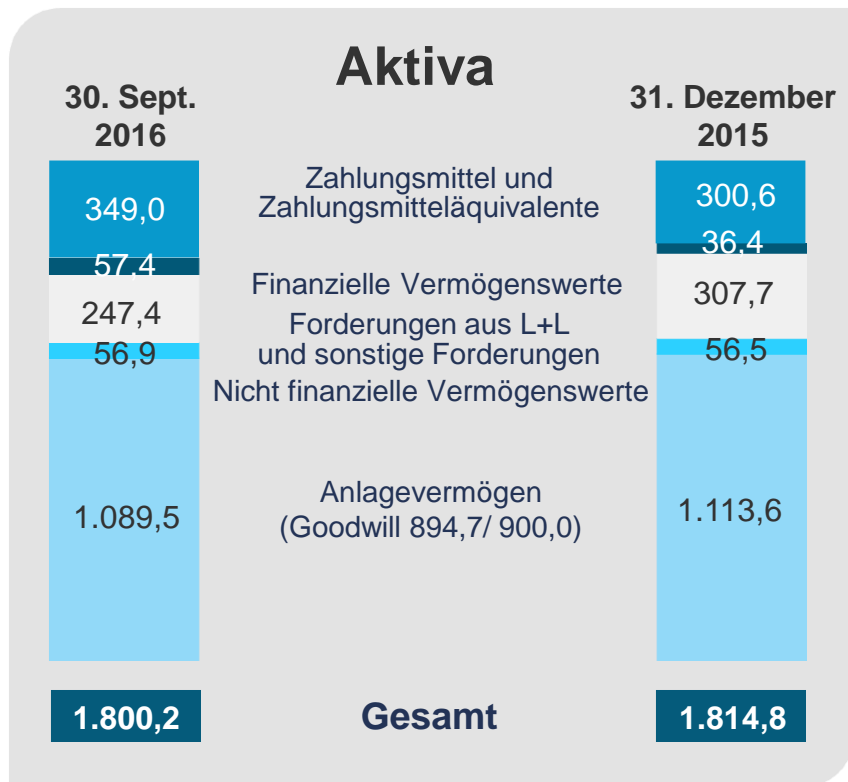 Aktiva
30. Sept.
2016
31. Dezember
2015
349,0
Zahlungsmittel und
Zahlungsmitteläquivalente
300,6
57,4
Finanzielle Vermögenswerte
36,4
247,4
Forderungen aus L+L
und sonstige Forderungen
307,7
56,9
Nicht finanzielle Vermögenswerte
56,5
1.089,5
Anlagevermögen
(Goodwill 894,7/ 900,0)
1.113,6
1.800,2
Gesamt
1.814,8